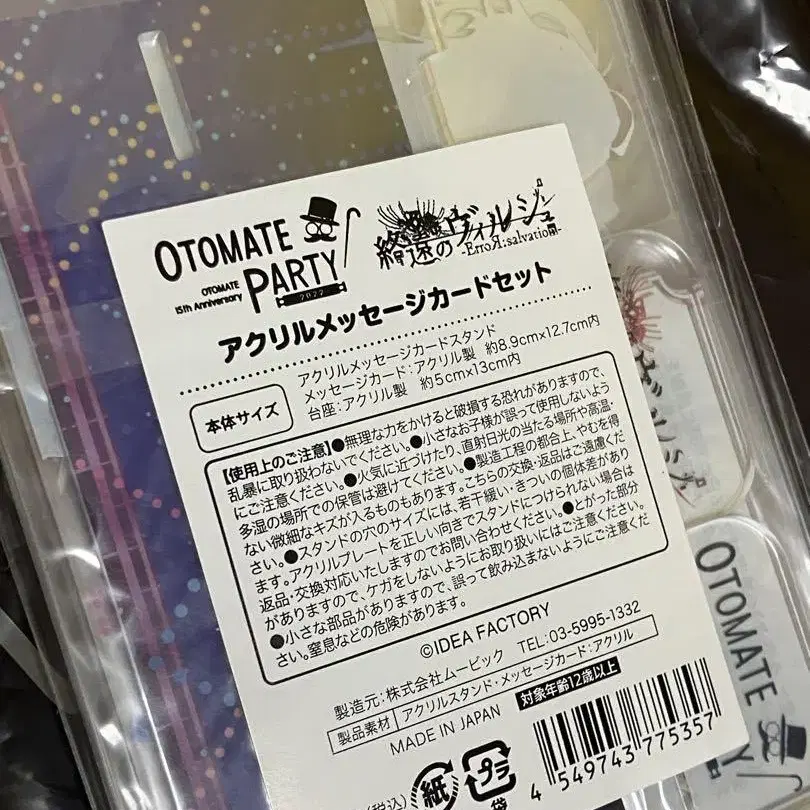 OTOMATE
PARTY
OTOMATE
15th Anniversary
2022
終遠のヴィルシュ
-ErroЯ:salvation-
アクリルメッセージカードセット
本体サイズ
アクリルメッセージカードスタンド
メッセージカード:アクリル製 約8.9cm×12.7cm内
台座:アクリル製 約5cm×13cm内
【使用上のご注意】●無理な力をかけると破損する恐れがありますので、
乱暴に取り扱わないでください。●小さなお子様が誤って使用しないよう
にご注意ください。●火気に近づけたり、直射日光の当たる場所や高温・
多湿の場所での保管は避けてください。●製造工程の都合上、やむを得
ない微細なキズが入るものもあります。こちらの交換・返品はご遠慮くだ
さい。●スタンドの穴のサイズには、若干緩い・きついの個体差があり
ます。アクリルプレートを正しい向きでスタンドにつけられない場合は
返品・交換対応いたしますのでお問い合わせください。●とがった部分
がありますので、ケガをしないようにお取り扱いにはご注意ください。
●小さな部品がありますので、誤って飲み込まないようにご注意くだ
さい。窒息などの危険があります。
©IDEA FACTORY
製造元:株式会社ムービック TEL:03-5995-1332
製品素材 アクリルスタンド・メッセージカード:アクリル
MADE IN JAPAN 対象年齢12歳以上
(税込) 紙 プラ
袋
4 549743 775357
OTOMATE
PARTY